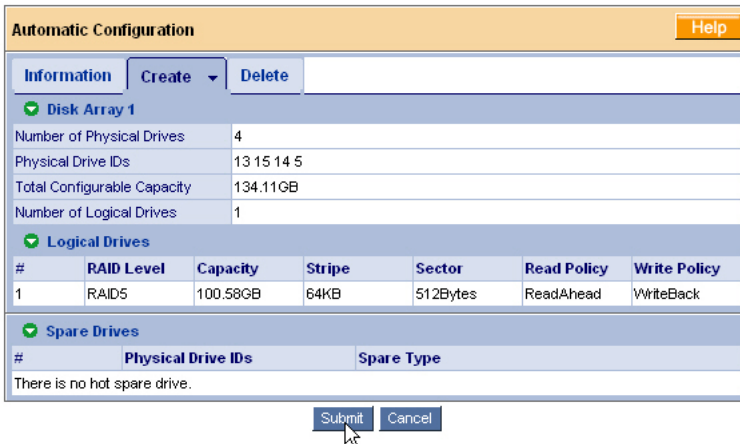 Automatic Configuration Help
Information Create Delete
Disk Array 1
Number of Physical Drives 4
Physical Drive IDs 13 15 14 5
Total Configurable Capacity 134.11GB
Number of Logical Drives 1
Logical Drives
# RAID Level Capacity Stripe Sector Read Policy Write Policy
1 RAID5 100.58GB 64KB 512Bytes ReadAhead WriteBack
Spare Drives
# Physical Drive IDs Spare Type
There is no hot spare drive.
Submit Cancel